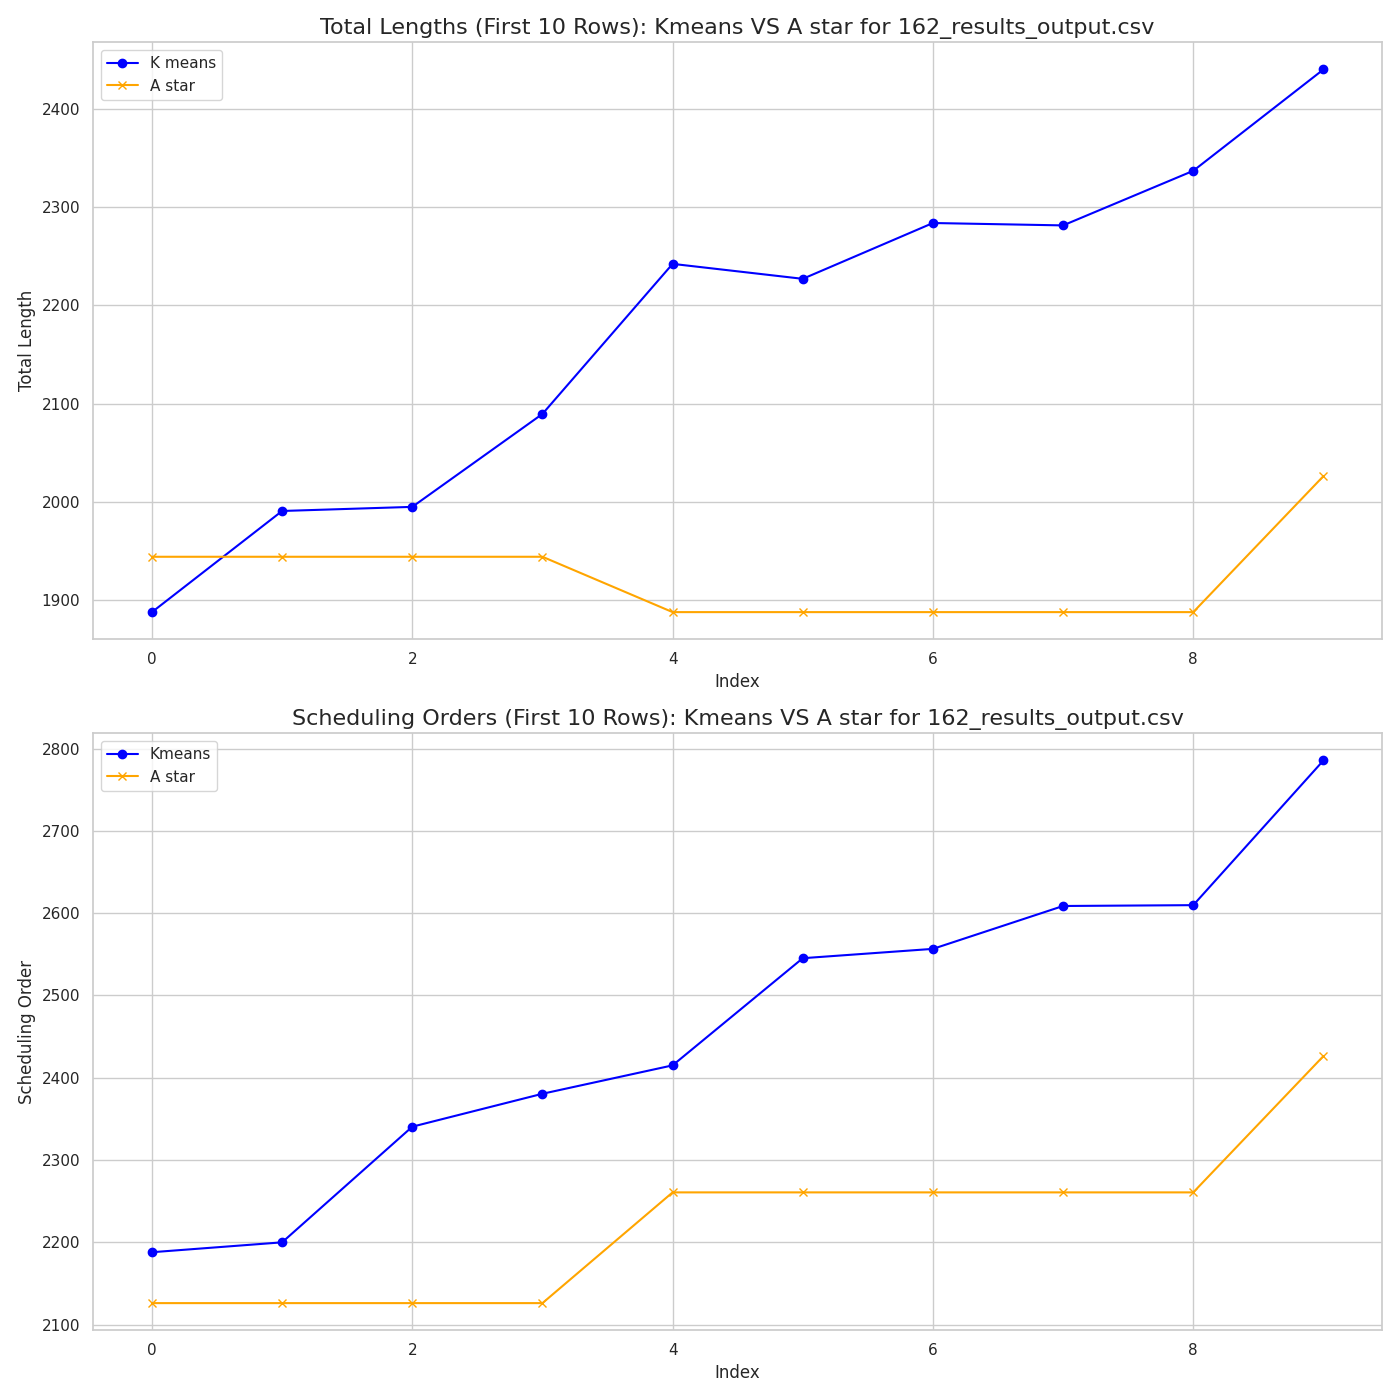 Total Lengths (First 10 Rows): Kmeans VS A star for 162_results_output.csv
K means
A star
2400
2300
2200
2100
2000
1900
Total Length
0 2 4 6 8
Index
Scheduling Orders (First 10 Rows): Kmeans VS A star for 162_results_output.csv
Kmeans
A star
2800
2700
2600
2500
2400
2300
2200
2100
Scheduling Order
0 2 4 6 8
Index